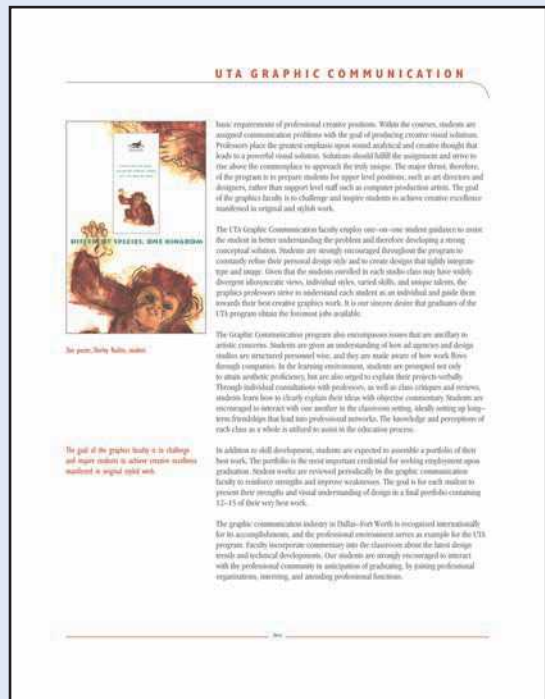 UTA GRAPHIC COMMUNICATION
DIFFERENT SPECIES, ONE KINGDOM
Zoo poster, Shirley student
The goal of the graphics faculty is to challenge
and inspire students to achieve creative excellence
manifested in original styled work.
basic requirements of professional creative positions. Within the courses, students are
assigned communication problems with the goal of producing creative visual solutions.
Professors place the greatest emphasis upon sound analytical and creative thought that
leads to a powerful visual solution. Solutions should fulfill the assignment and strive to
rise above the commonplace to approach the truly unique. The major thrust, therefore,
of the program is to prepare students for upper level positions, such as art directors and
designers, rather than support level staff such as computer production artists. The goal
of the graphics faculty is to challenge and inspire students to achieve creative excellence
manifested in original and stylish work.
The UTA Graphic Communication faculty employ one-on-one student guidance to assist
the student in better understanding the problem and therefore developing a strong
conceptual solution. Students are strongly encouraged throughout the program to
constantly refine their personal design style and to create designs that tightly integrate
type and image. Given that the students enrolled in each studio class may have widely
divergent idiosyncratic views, individual styles, varied skills, and unique talents, the
graphics professors strive to understand each student as an individual and guide them
towards their best creative graphics work. It is our sincere desire that graduates of the
UTA program obtain the foremost jobs available.
The Graphic Communication program also encompasses issues that are ancillary to
artistic concerns. Students are given an understanding of how ad agencies and design
studios are structured personnel wise, and they are made aware of how work flows
through companies. In the learning environment, students are prompted not only
to attain aesthetic proficiency, but are also urged to explain their projects verbally.
Through individual consultations with professors, as well as class critiques and reviews,
students learn how to clearly explain their ideas with objective commentary. Students are
encouraged to interact with one another in the classroom setting, ideally setting up long-
term friendships that lead into professional networks. The knowledge and perceptions of
each class as a whole is utilized to assist in the education process.
In addition to skill development, students are expected to assemble a portfolio of their
best work. The portfolio is the most important credential for seeking employment upon
graduation. Student works are reviewed periodically by the graphic communication
faculty to reinforce strengths and improve weaknesses. The goal is for each student to
present their strengths and visual understanding of design in a final portfolio containing
12-15 of their very best work.
The graphic communication industry in Dallas-Fort Worth is recognized internationally
for its accomplishments, and the professional environment serves as example for the UTA
program. Faculty incorporate commentary into the classroom about the latest design
trends and technical developments. Our students are strongly encouraged to interact
with the professional community in anticipation of graduating, by joining professional
organizations, interning, and attending professional functions.